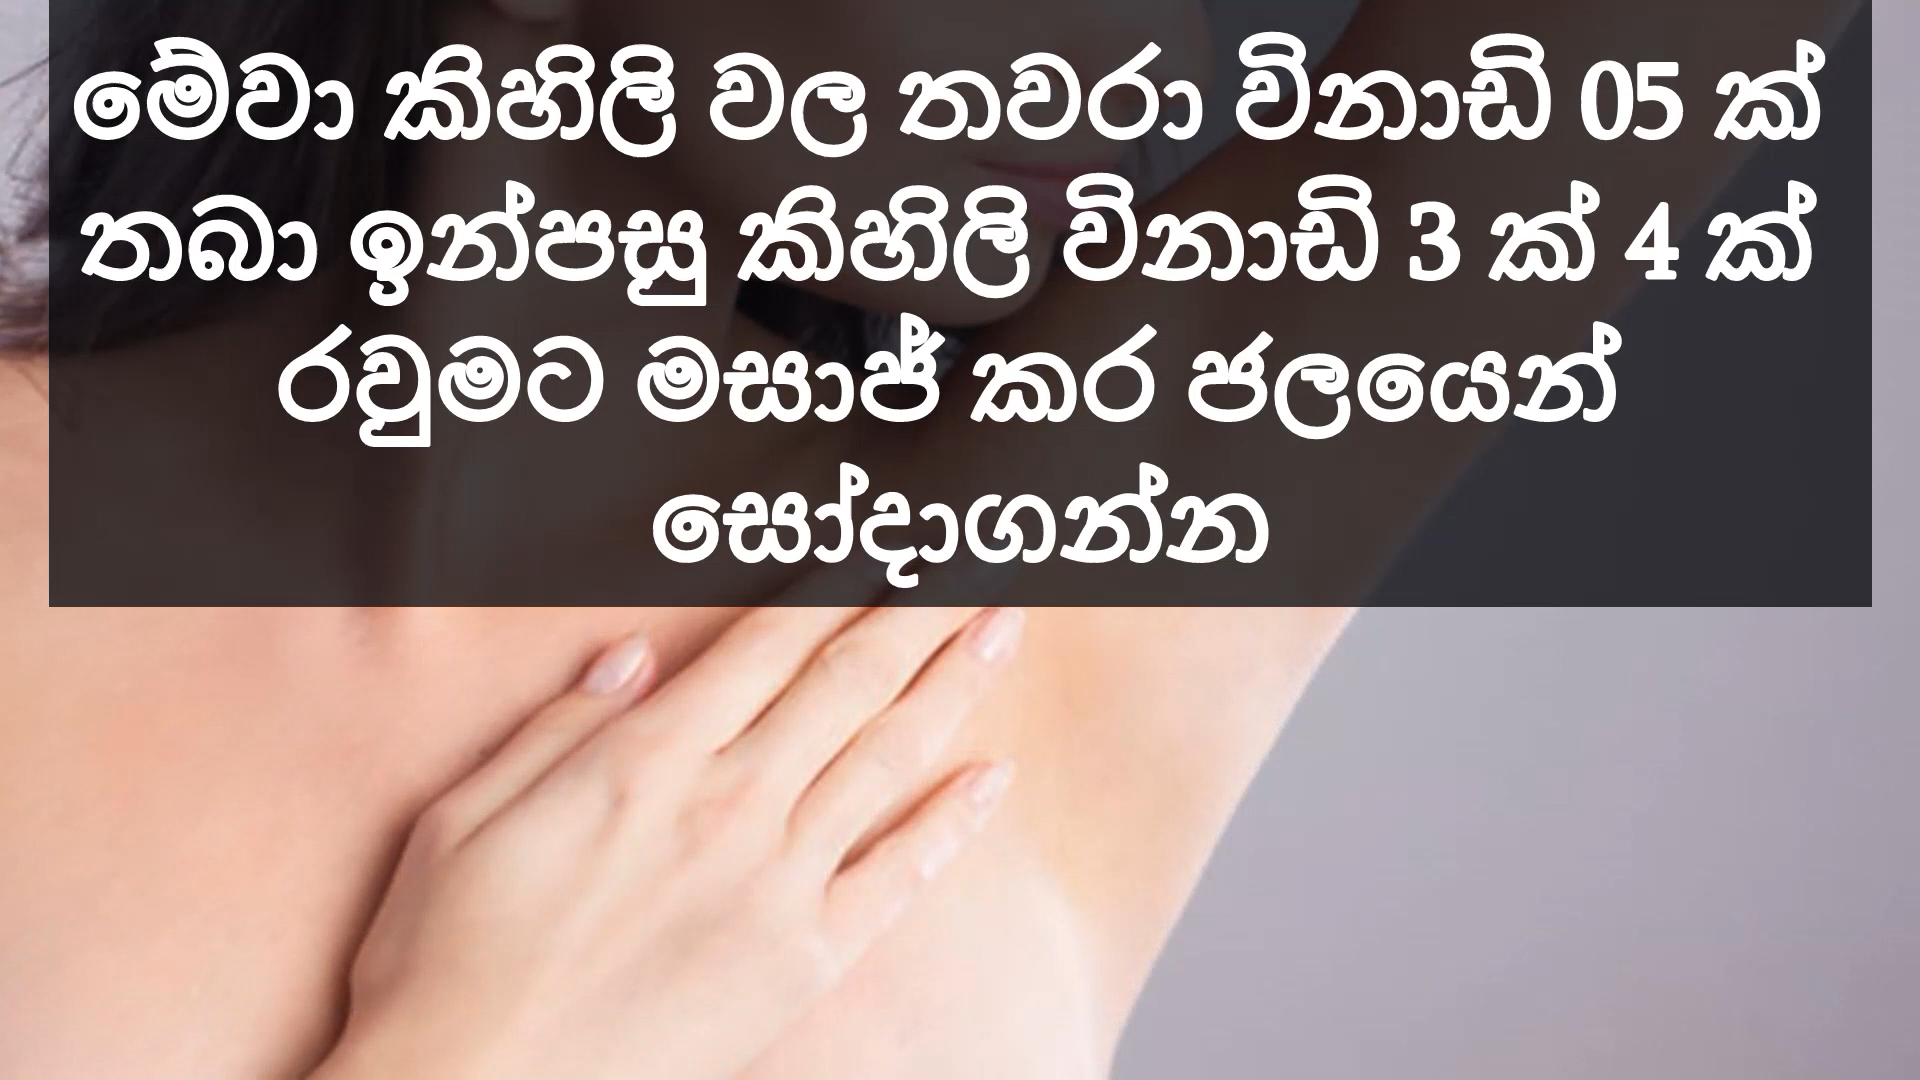 මේවා කිහිලි වල තවරා විනාඩි 05 ක්
තබා ඉන්පසු කිහිලි විනාඩි 3 ක් 4 ක්
රවුමට මසාජ් කර ජලයෙන්
සෝදාගන්න